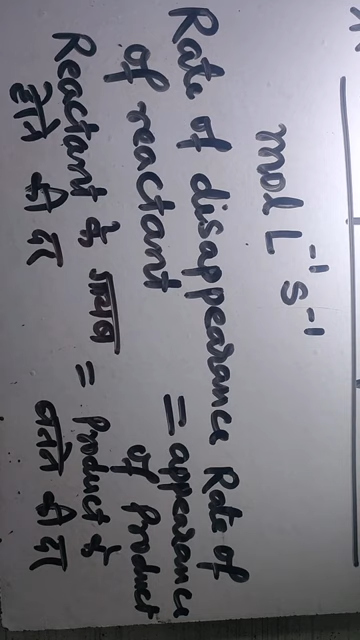 mol L⁻¹ s⁻¹
Rate of disappearance Rate of
of reactant = appearance
of Product
Reactant के गायब = Product के
होने की दर बनने की दर